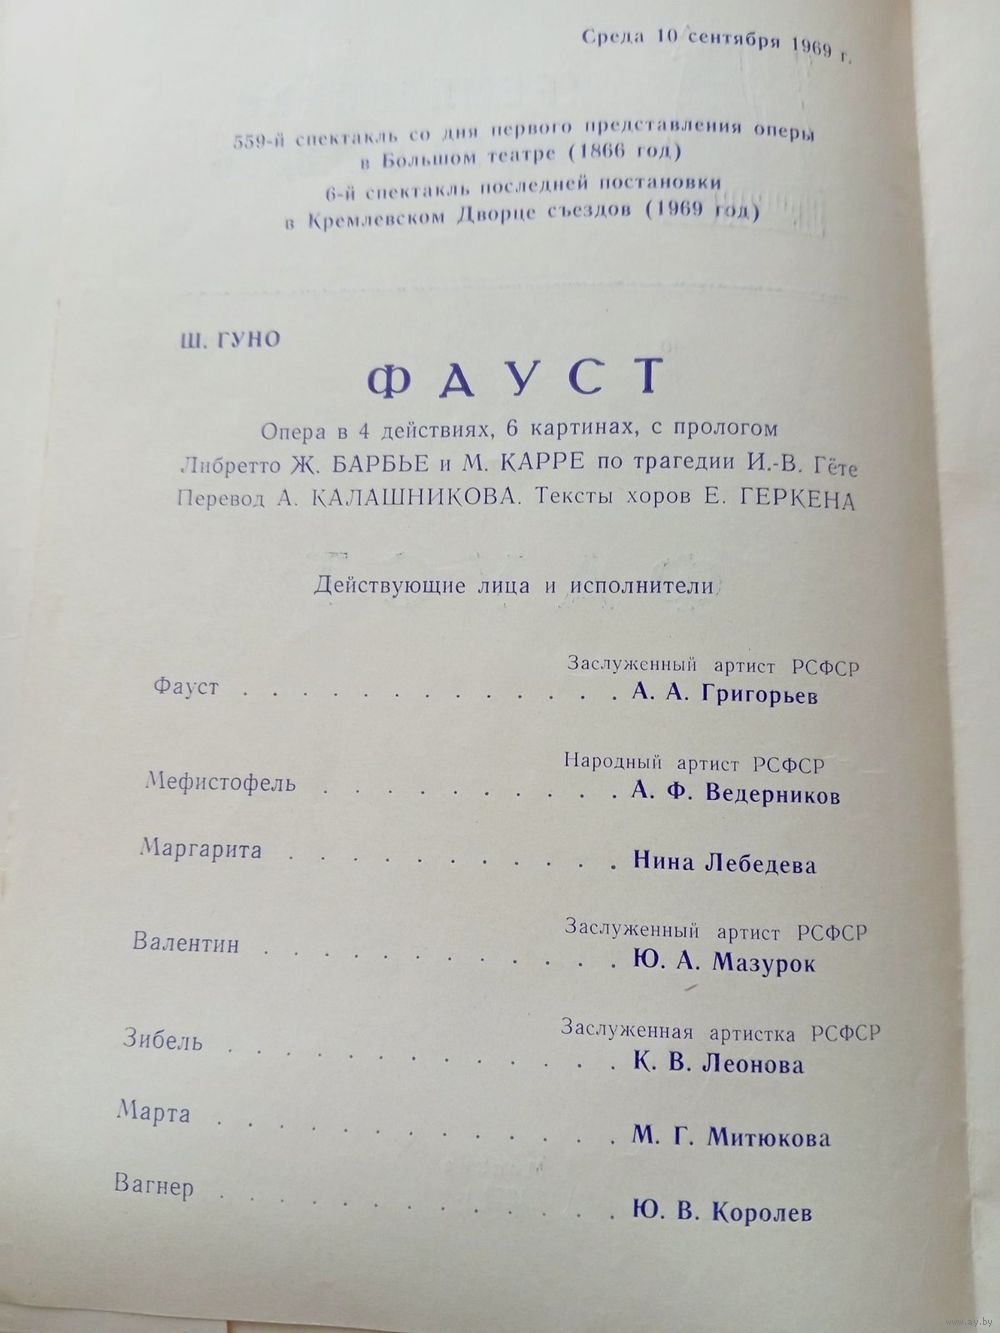 Среда 10 сентября 1969 г.
559-й спектакль со дня первого представления оперы
в Большом театре (1866 год)
6-й спектакль последней постановки
в Кремлевском Дворце съездов (1969 год)
Ш. ГУНО
ФАУСТ
Опера в 4 действиях, 6 картинах, с прологом
Либретто Ж. БАРБЬЕ и М. КАРРЕ по трагедии И.-В. Гёте
Перевод А. КАЛАШНИКОВА. Тексты хоров Е. ГЕРКЕНА
Действующие лица и исполнители
Заслуженный артист РСФСР
Фауст . . . . . . . . . . . . . А. А. Григорьев
Народный артист РСФСР
Мефистофель . . . . . . . . . . А. Ф. Ведерников
Маргарита . . . . . . . . . . . Нина Лебедева
Заслуженный артист РСФСР
Валентин . . . . . . . . . . . . Ю. А. Мазурок
Заслуженная артистка РСФСР
Зибель . . . . . . . . . . . . . К. В. Леонова
Марта . . . . . . . . . . . . . М. Г. Митюкова
Вагнер . . . . . . . . . . . . . Ю. В. Королев
www.ay.by